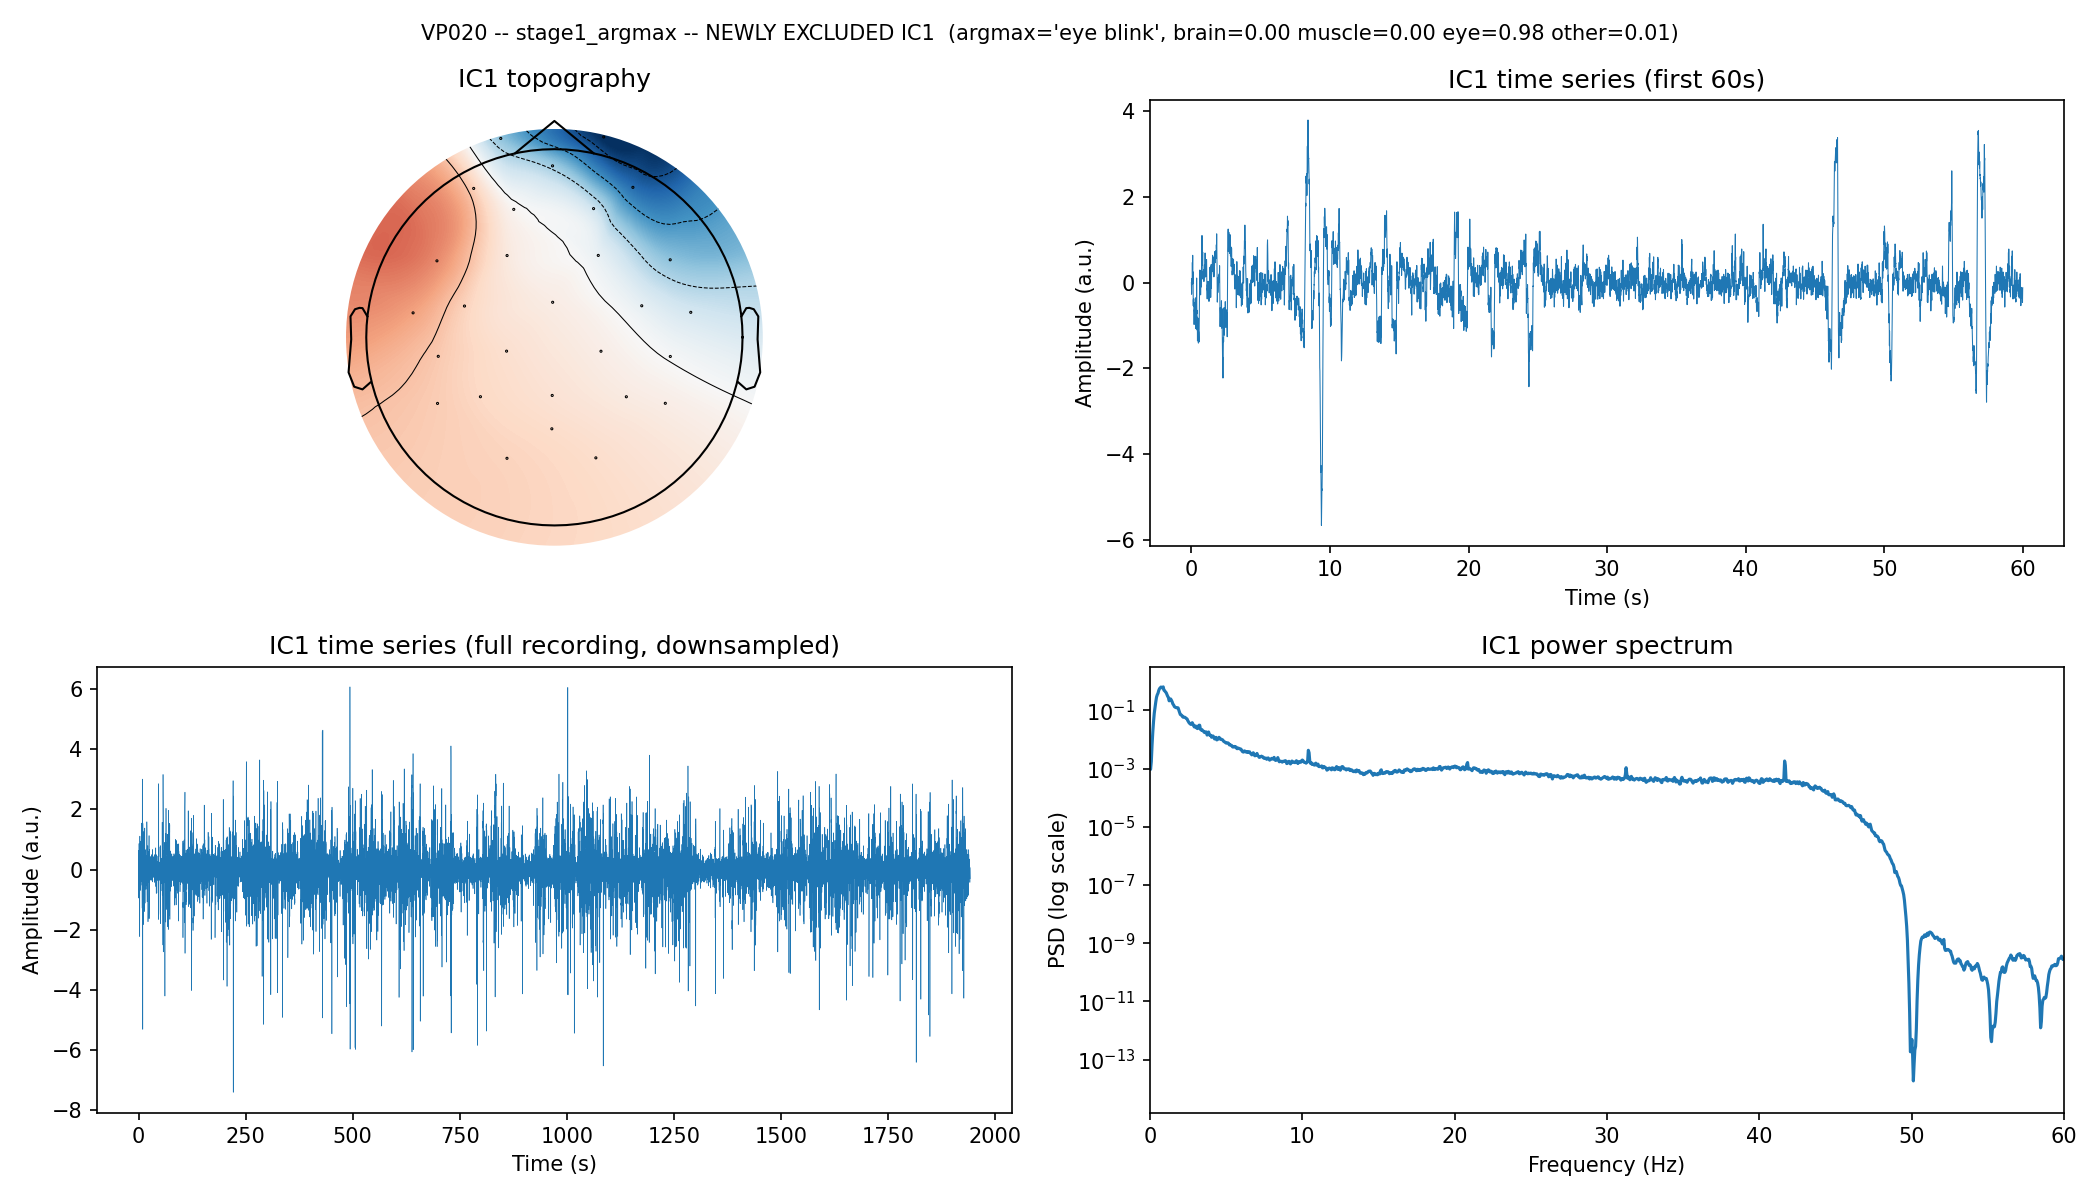 VP020 -- stage1_argmax -- NEWLY EXCLUDED IC1  (argmax='eye blink', brain=0.00 muscle=0.00 eye=0.98 other=0.01)
IC1 topography
IC1 time series (first 60s)
Amplitude (a.u.)
4
2
0
−2
−4
−6
0 10 20 30 40 50 60
Time (s)
IC1 time series (full recording, downsampled)
Amplitude (a.u.)
6
4
2
0
−2
−4
−6
−8
0 250 500 750 1000 1250 1500 1750 2000
Time (s)
IC1 power spectrum
PSD (log scale)
10⁻¹
10⁻³
10⁻⁵
10⁻⁷
10⁻⁹
10⁻¹¹
10⁻¹³
0 10 20 30 40 50 60
Frequency (Hz)